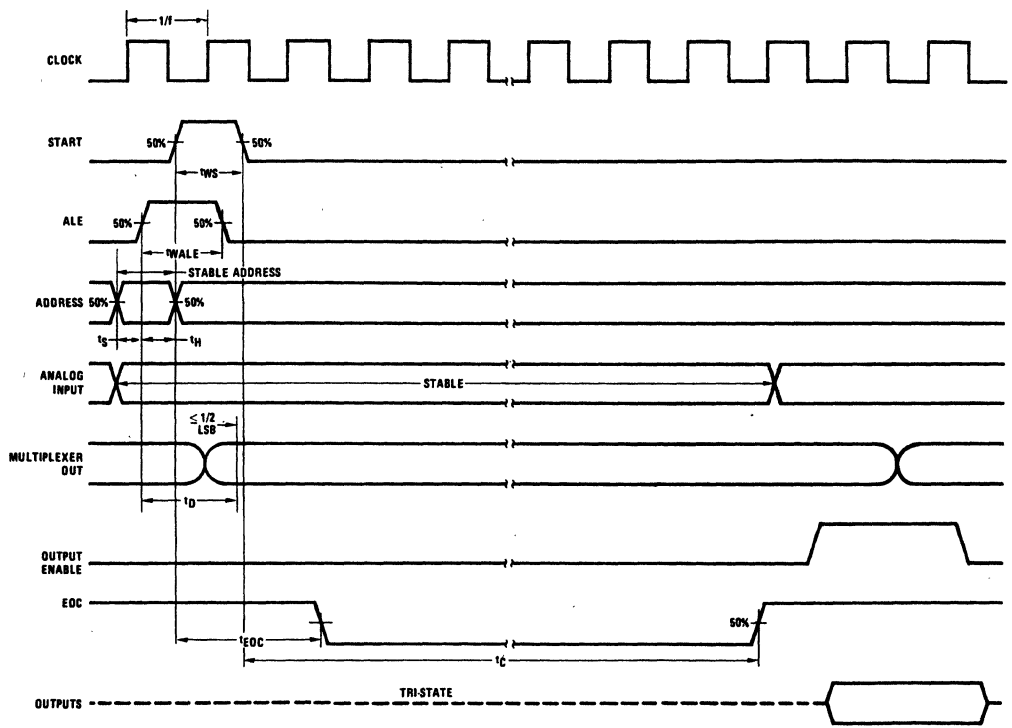 1/f
CLOCK
START
50%
50%
tWS
ALE
50%
50%
tWALE
STABLE ADDRESS
ADDRESS
50%
50%
tS
tH
ANALOG
INPUT
STABLE
≤ 1/2
LSB
MULTIPLEXER
OUT
tD
OUTPUT
ENABLE
EOC
50%
tEOC
tC
TRI-STATE
OUTPUTS